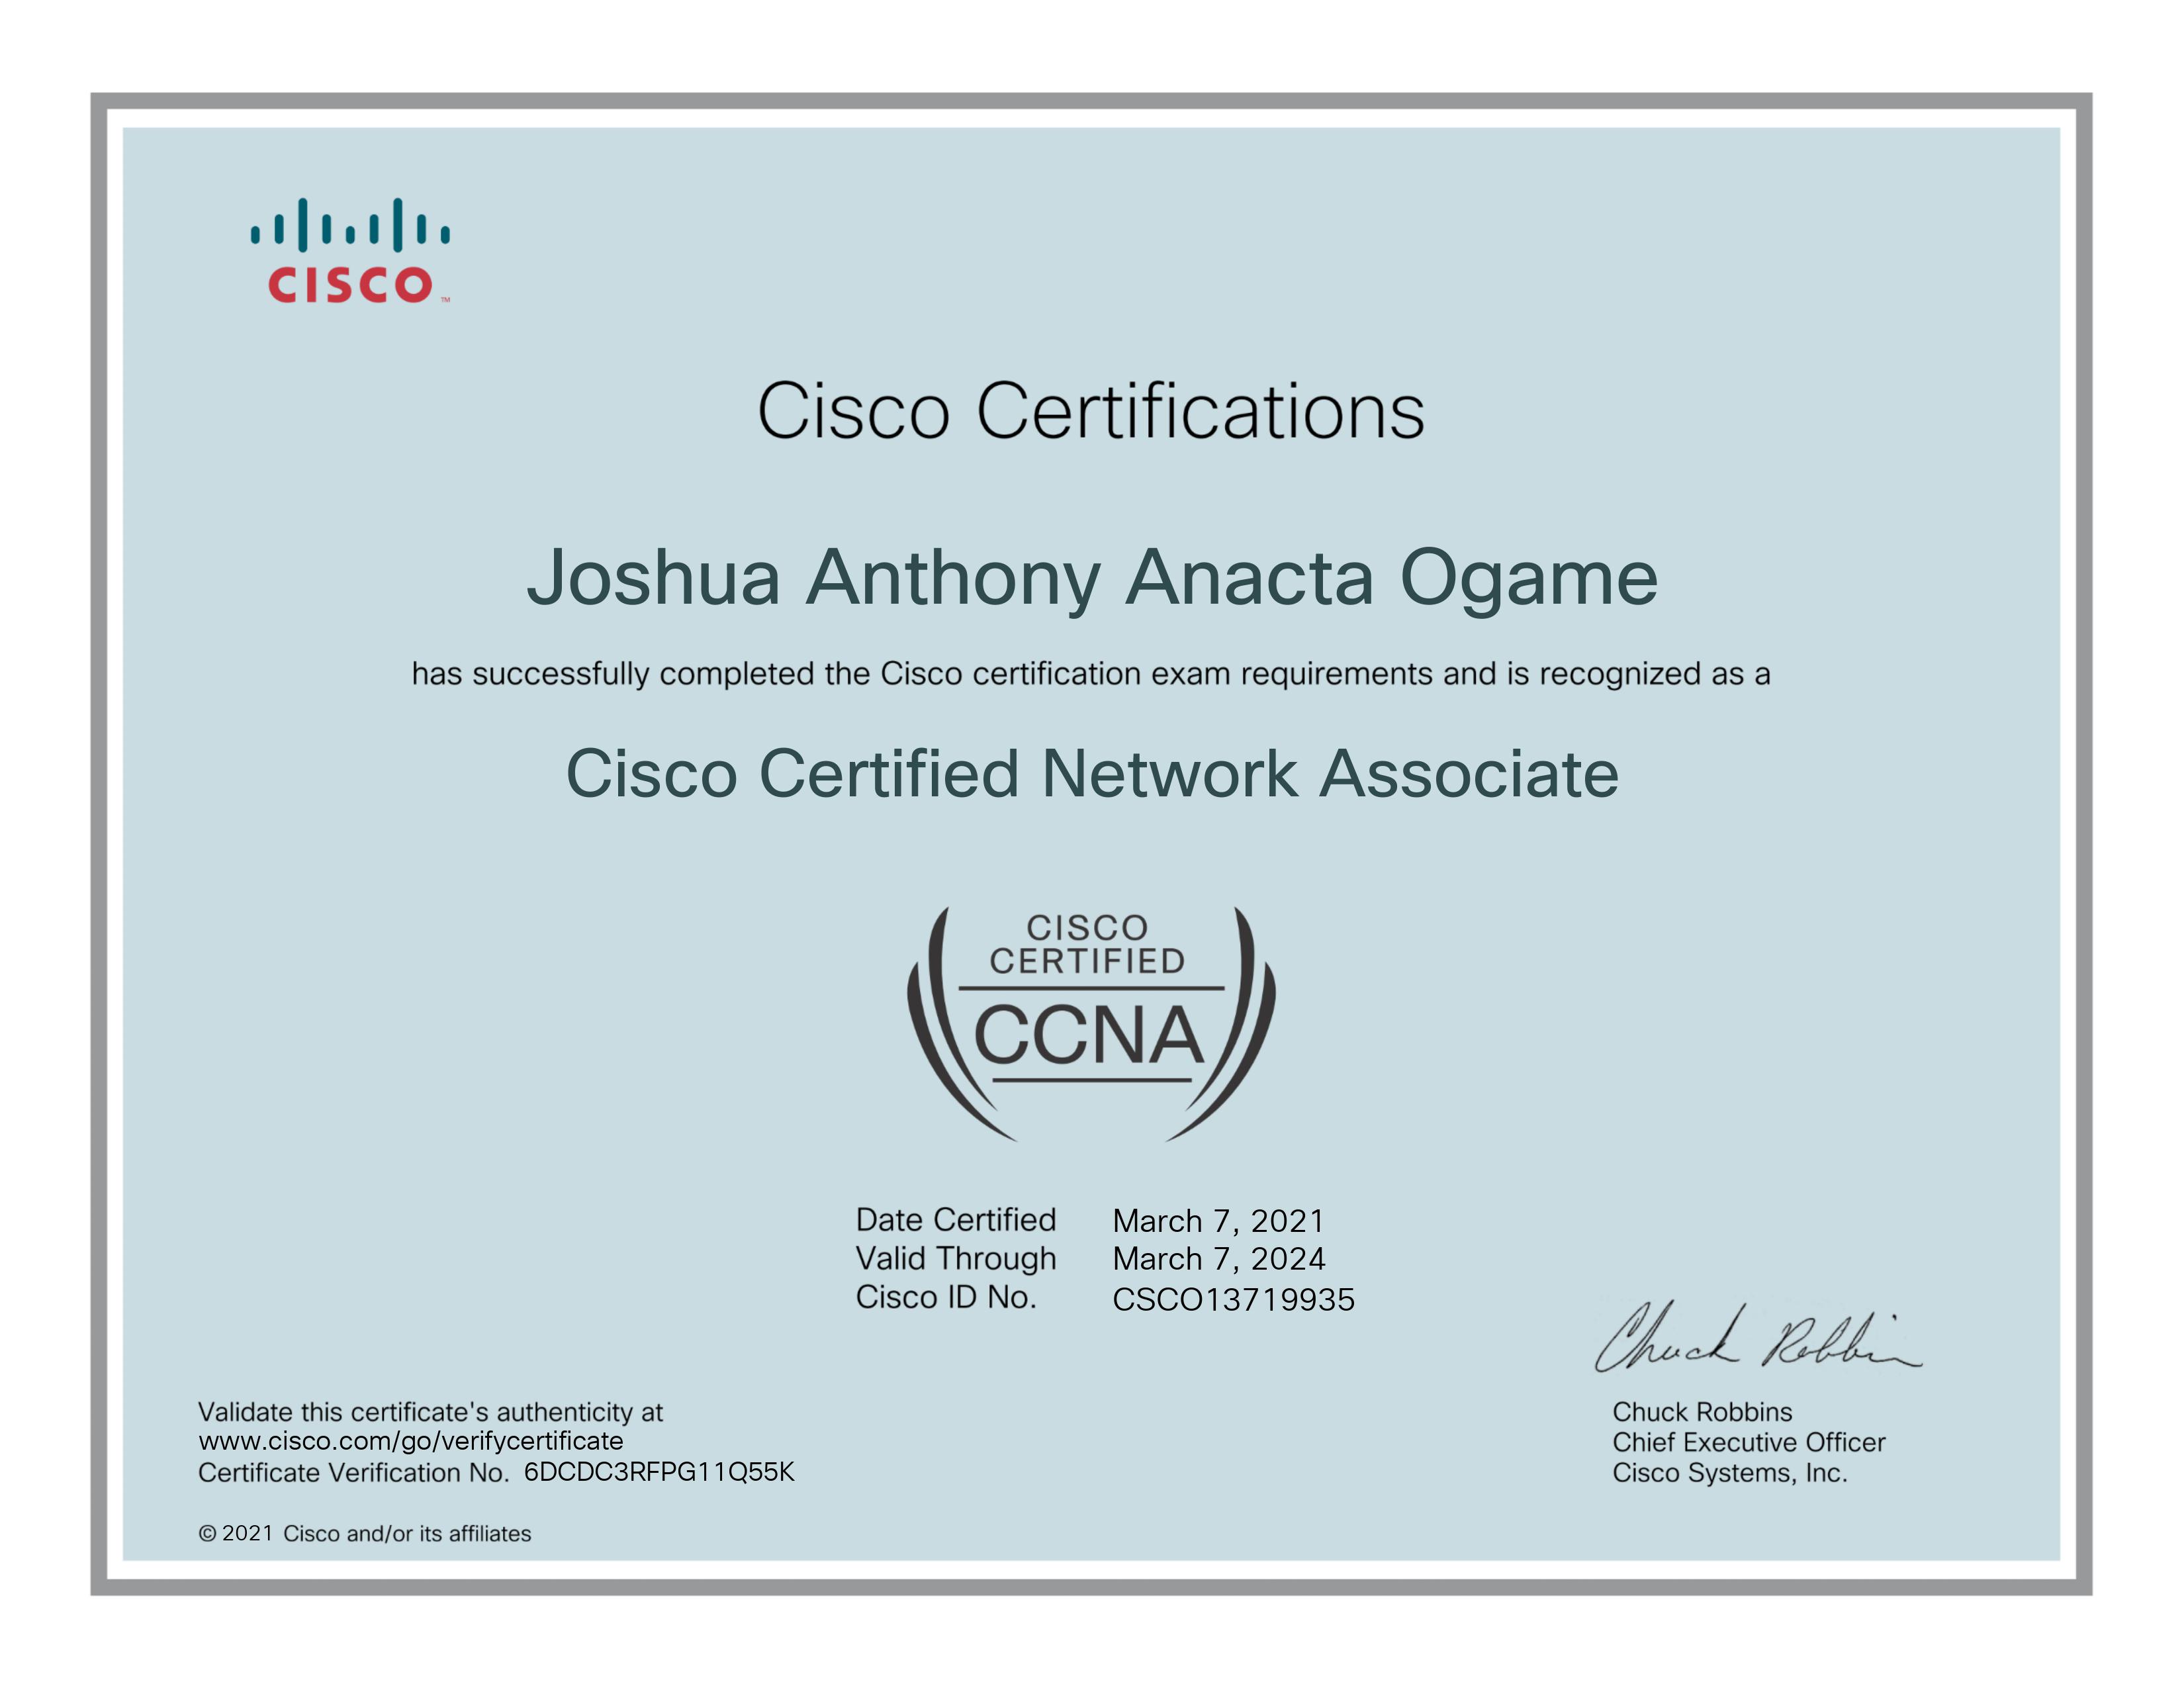 CISCO™
Cisco Certifications
Joshua Anthony Anacta Ogame
has successfully completed the Cisco certification exam requirements and is recognized as a
Cisco Certified Network Associate
CISCO
CERTIFIED
CCNA
Date Certified March 7, 2021
Valid Through March 7, 2024
Cisco ID No. CSCO13719935
Chuck Robbins
Validate this certificate's authenticity at
www.cisco.com/go/verifycertificate
Certificate Verification No. 6DCDC3RFPG11Q55K
Chuck Robbins
Chief Executive Officer
Cisco Systems, Inc.
© 2021 Cisco and/or its affiliates